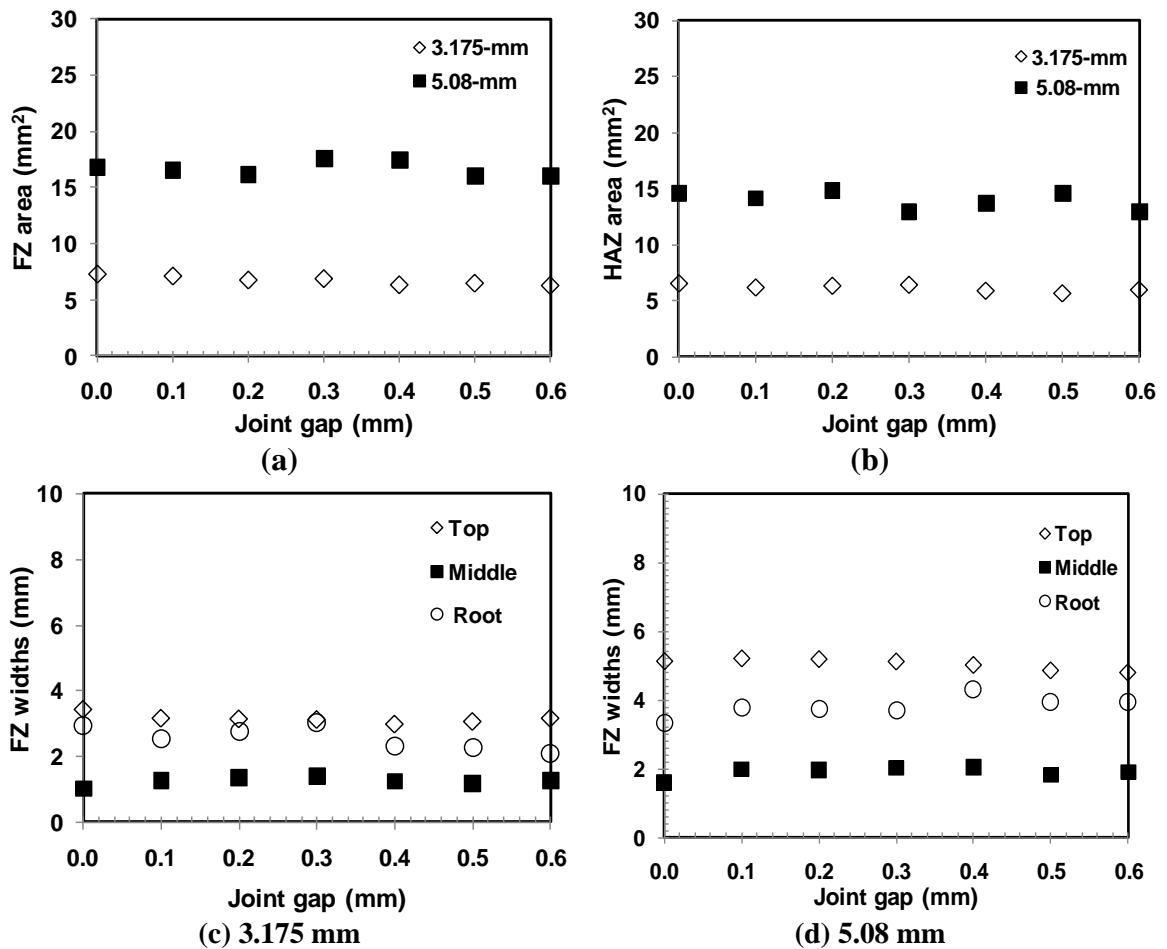 30
25
20
15
10
5
0
FZ area (mm²)
3.175-mm
5.08-mm
0.0 0.1 0.2 0.3 0.4 0.5 0.6
Joint gap (mm)
(a)
30
25
20
15
10
5
0
HAZ area (mm²)
3.175-mm
5.08-mm
0.0 0.1 0.2 0.3 0.4 0.5 0.6
Joint gap (mm)
(b)
10
8
6
4
2
0
FZ widths (mm)
Top
Middle
Root
0.0 0.1 0.2 0.3 0.4 0.5 0.6
Joint gap (mm)
(c) 3.175 mm
10
8
6
4
2
0
FZ widths (mm)
Top
Middle
Root
0.0 0.1 0.2 0.3 0.4 0.5 0.6
Joint gap (mm)
(d) 5.08 mm